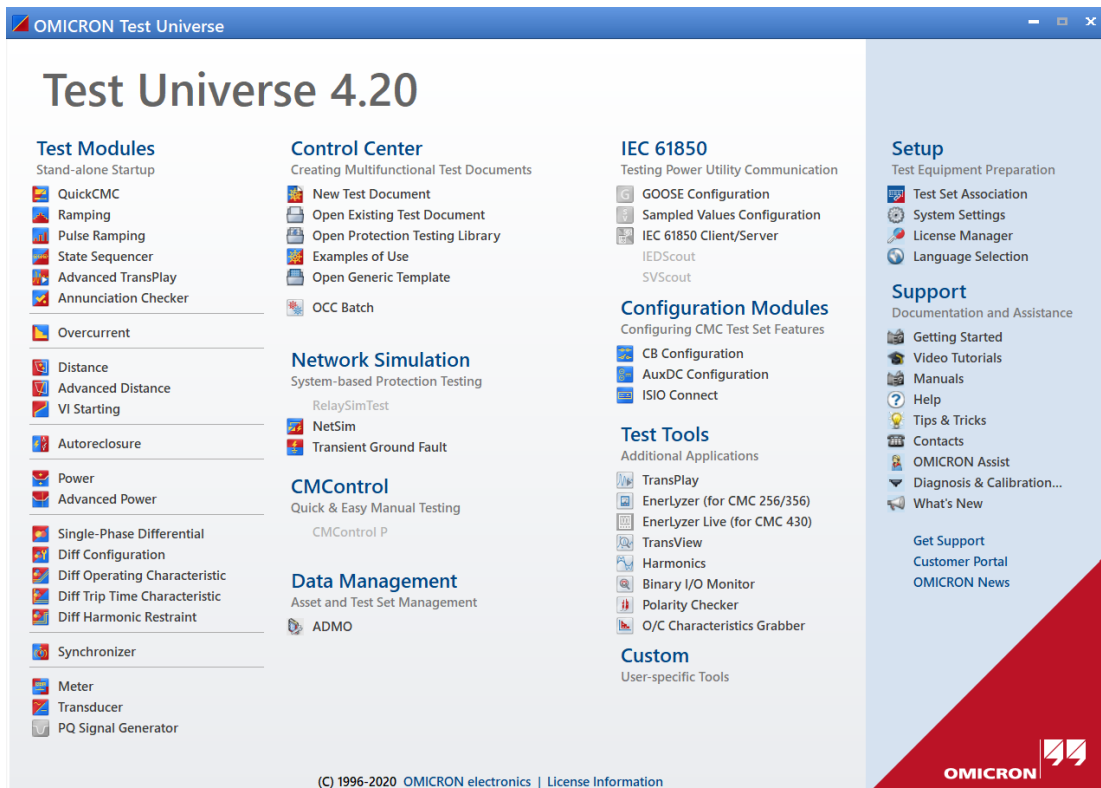 OMICRON Test Universe
Test Universe 4.20
Test Modules
Stand-alone Startup
QuickCMC
Ramping
Pulse Ramping
State Sequencer
Advanced TransPlay
Annunciation Checker
Overcurrent
Distance
Advanced Distance
VI Starting
Autoreclosure
Power
Advanced Power
Single-Phase Differential
Diff Configuration
Diff Operating Characteristic
Diff Trip Time Characteristic
Diff Harmonic Restraint
Synchronizer
Meter
Transducer
PQ Signal Generator
Control Center
Creating Multifunctional Test Documents
New Test Document
Open Existing Test Document
Open Protection Testing Library
Examples of Use
Open Generic Template
OCC Batch
Network Simulation
System-based Protection Testing
RelaySimTest
NetSim
Transient Ground Fault
CMControl
Quick & Easy Manual Testing
CMControl P
Data Management
Asset and Test Set Management
ADMO
IEC 61850
Testing Power Utility Communication
GOOSE Configuration
Sampled Values Configuration
IEC 61850 Client/Server
IEDScout
SVScout
Configuration Modules
Configuring CMC Test Set Features
CB Configuration
AuxDC Configuration
ISIO Connect
Test Tools
Additional Applications
TransPlay
EnerLyzer (for CMC 256/356)
EnerLyzer Live (for CMC 430)
TransView
Harmonics
Binary I/O Monitor
Polarity Checker
O/C Characteristics Grabber
Custom
User-specific Tools
Setup
Test Equipment Preparation
Test Set Association
System Settings
License Manager
Language Selection
Support
Documentation and Assistance
Getting Started
Video Tutorials
Manuals
Help
Tips & Tricks
Contacts
OMICRON Assist
Diagnosis & Calibration...
What's New
Get Support
Customer Portal
OMICRON News
OMICRON
(C) 1996-2020 OMICRON electronics | License Information